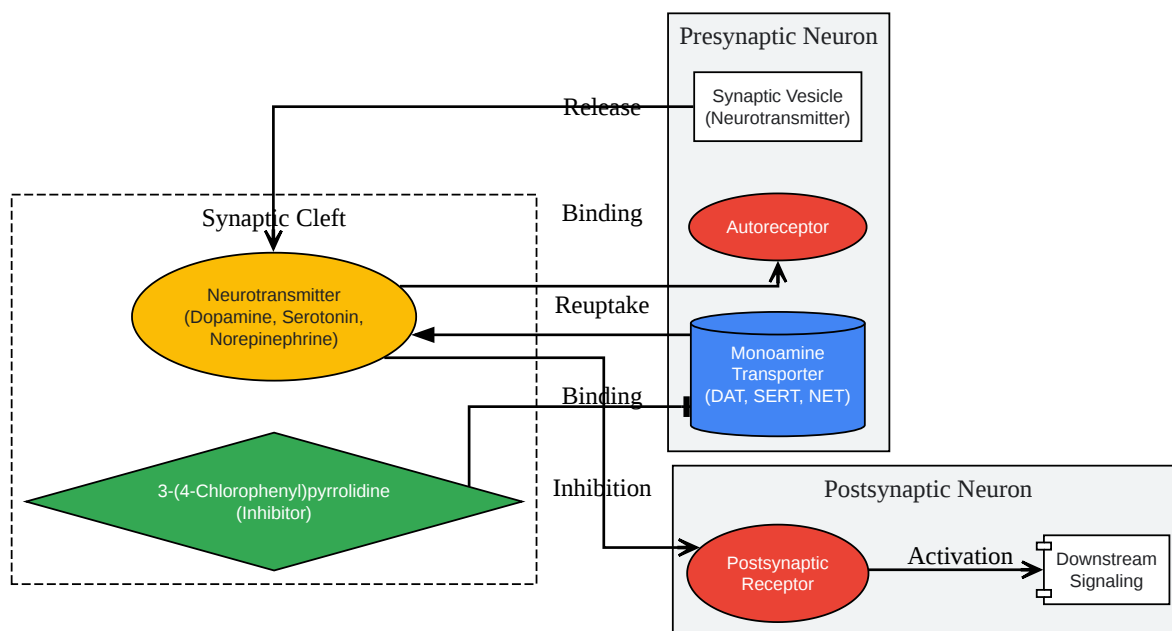 Presynaptic Neuron
Synaptic Vesicle
(Neurotransmitter)
Release
Synaptic Cleft
Binding
Autoreceptor
Neurotransmitter
(Dopamine, Serotonin,
Norepinephrine)
Reuptake
Monoamine
Transporter
(DAT, SERT, NET)
Binding
3-(4-Chlorophenyl)pyrrolidine
(Inhibitor)
Inhibition
Postsynaptic Neuron
Postsynaptic
Receptor
Activation
Downstream
Signaling